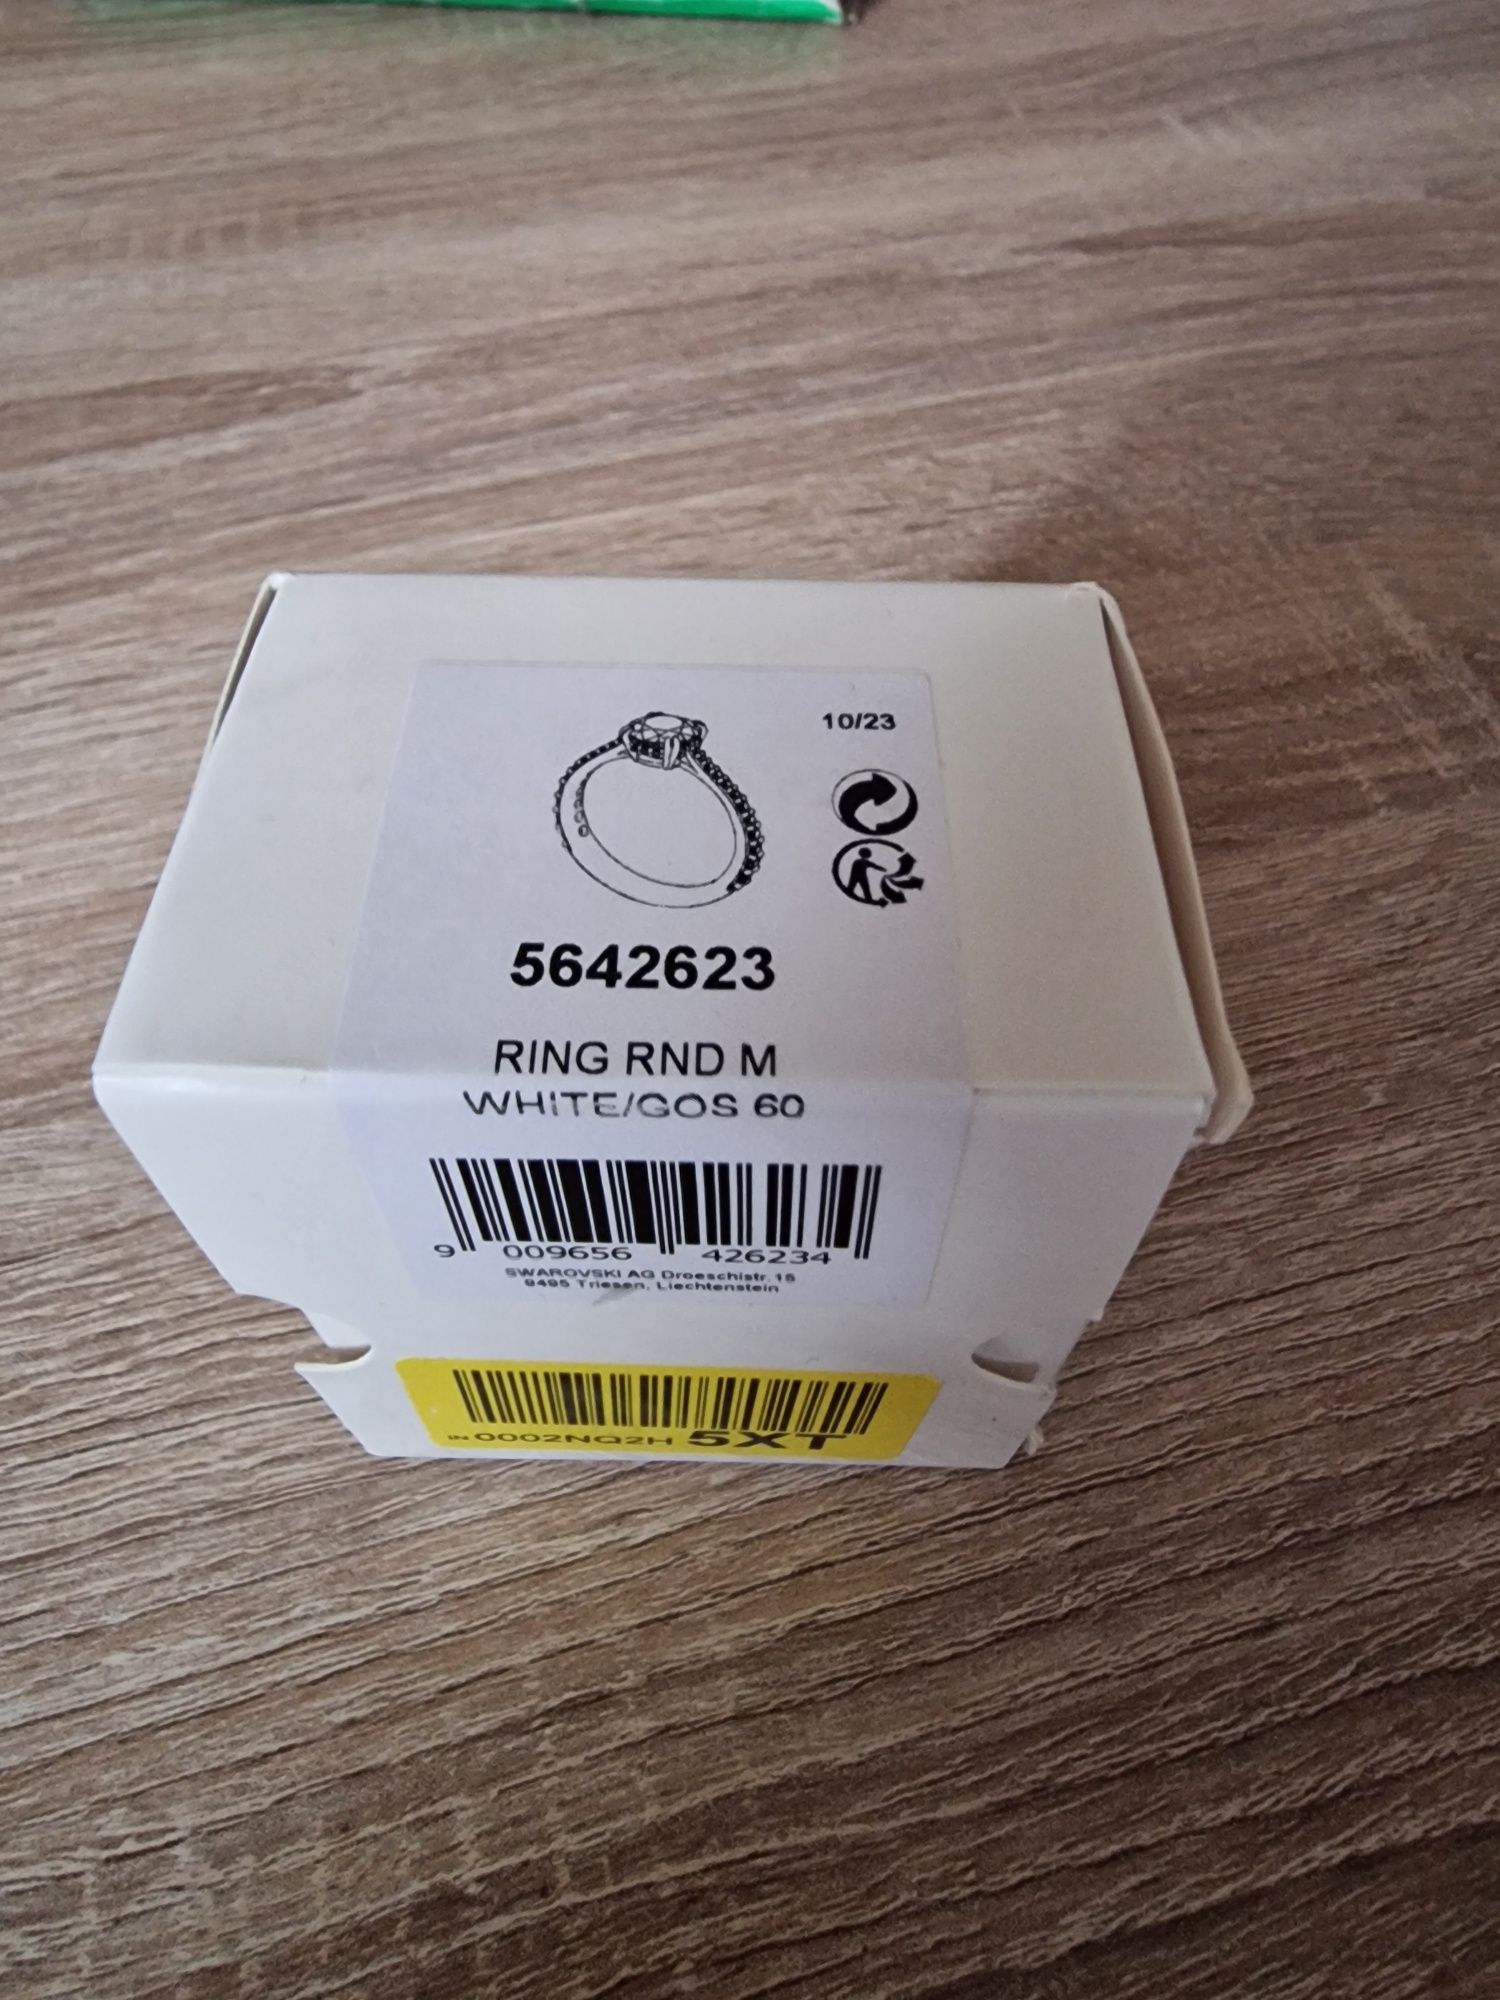 10/23
5642623
RING RND M
WHITE/GOS 60
9 009656 426234
SWAROVSKI AG Droeschistr. 15
9495 Triesen, Liechtenstein
IN 0002NQ2H 5XT